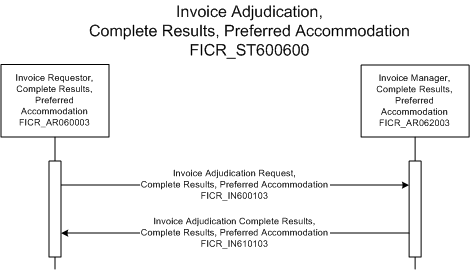 Invoice Adjudication,
Complete Results, Preferred Accommodation
FICR_ST600600
Invoice Requestor,
Complete Results,
Preferred
Accommodation
FICR_AR060003
Invoice Manager,
Complete Results,
Preferred
Accommodation
FICR_AR062003
Invoice Adjudication Request,
Complete Results, Preferred Accommodation
FICR_IN600103
Invoice Adjudication Complete Results,
Complete Results, Preferred Accommodation
FICR_IN610103